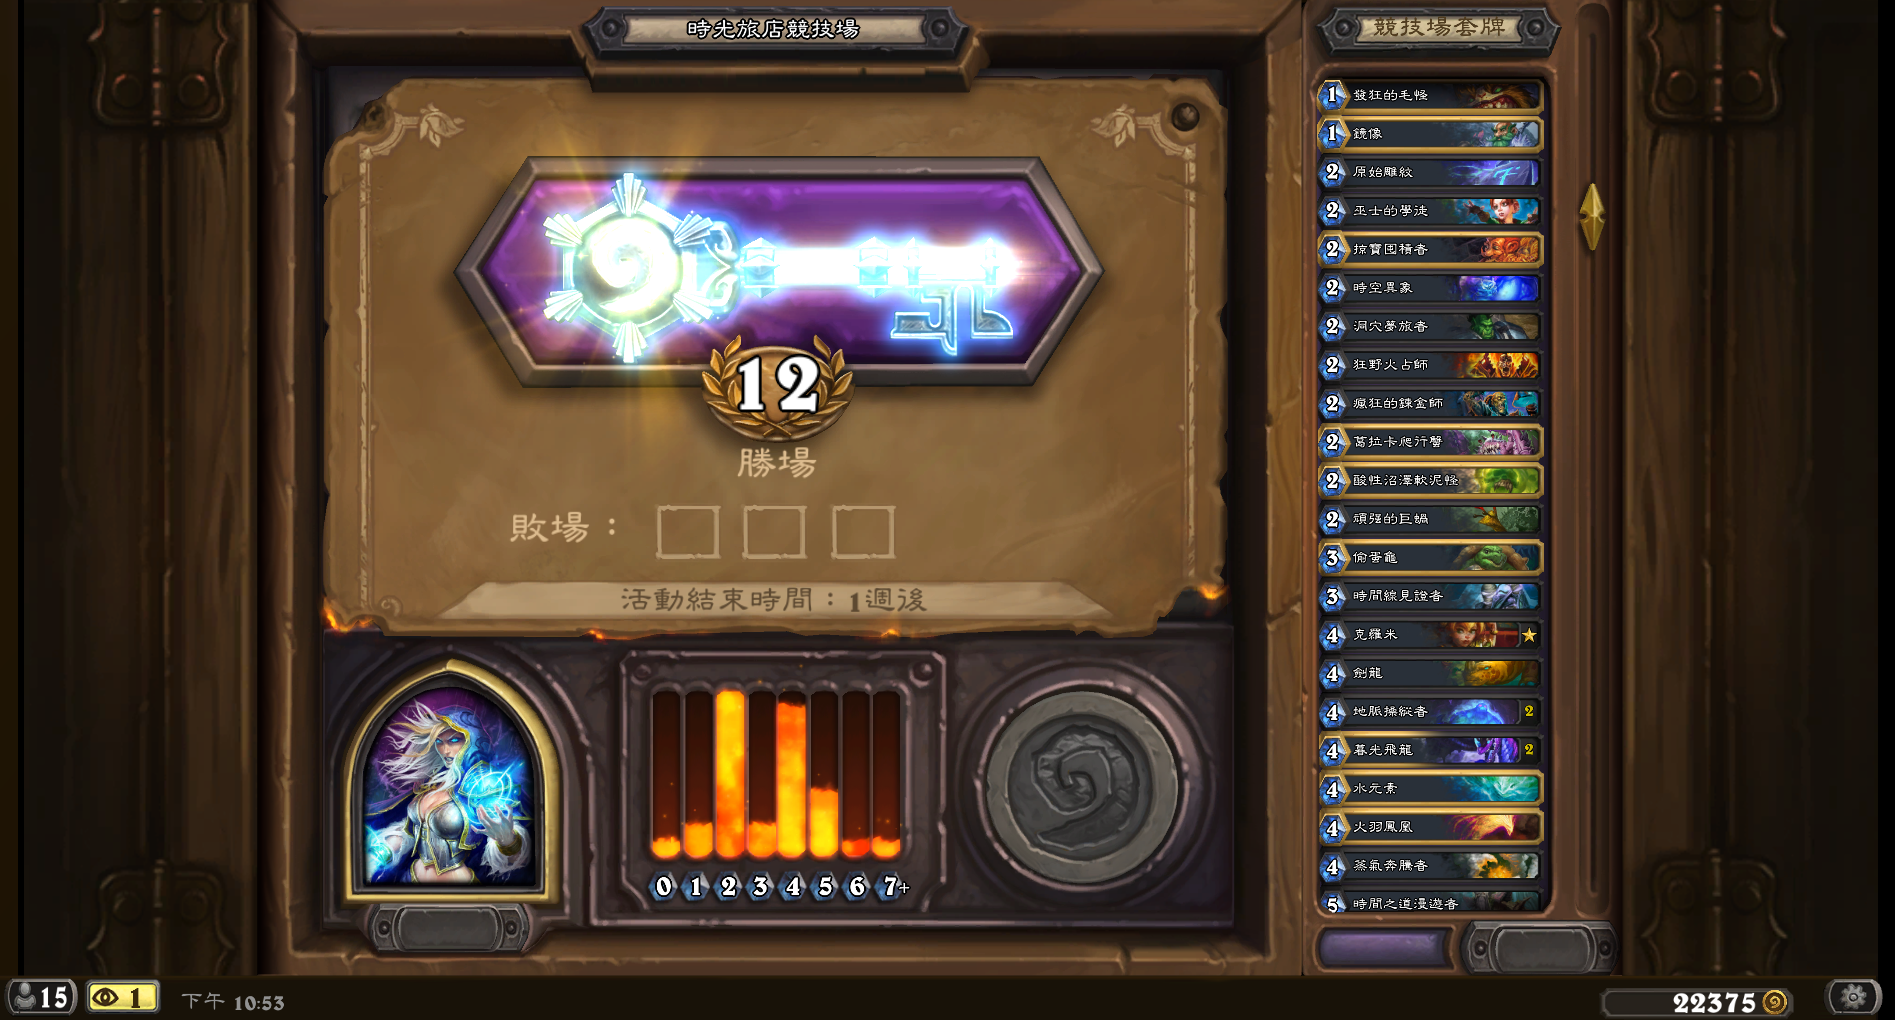 時光旅店競技場
12
勝場
敗場：
活動結束時間：1週後
0 1 2 3 4 5 6 7+
競技場套牌
1 發狂的毛怪
1 鏡像
2 原始雕紋
2 巫士的學徒
2 掠寶囤積者
2 時空異象
2 洞穴夢旅者
2 狂野火占師
2 瘋狂的鍊金師
2 葛拉卡爬行蟹
2 酸性沼澤軟泥怪
2 頑強的巨蝸
3 偷蛋龜
3 時間線見證者
4 克羅米
4 劍龍
4 地脈操縱者 2
4 暮光飛龍 2
4 水元素
4 火羽鳳凰
4 蒸氣奔騰者
5 時間之道漫遊者
15
1
下午 10:53
22375